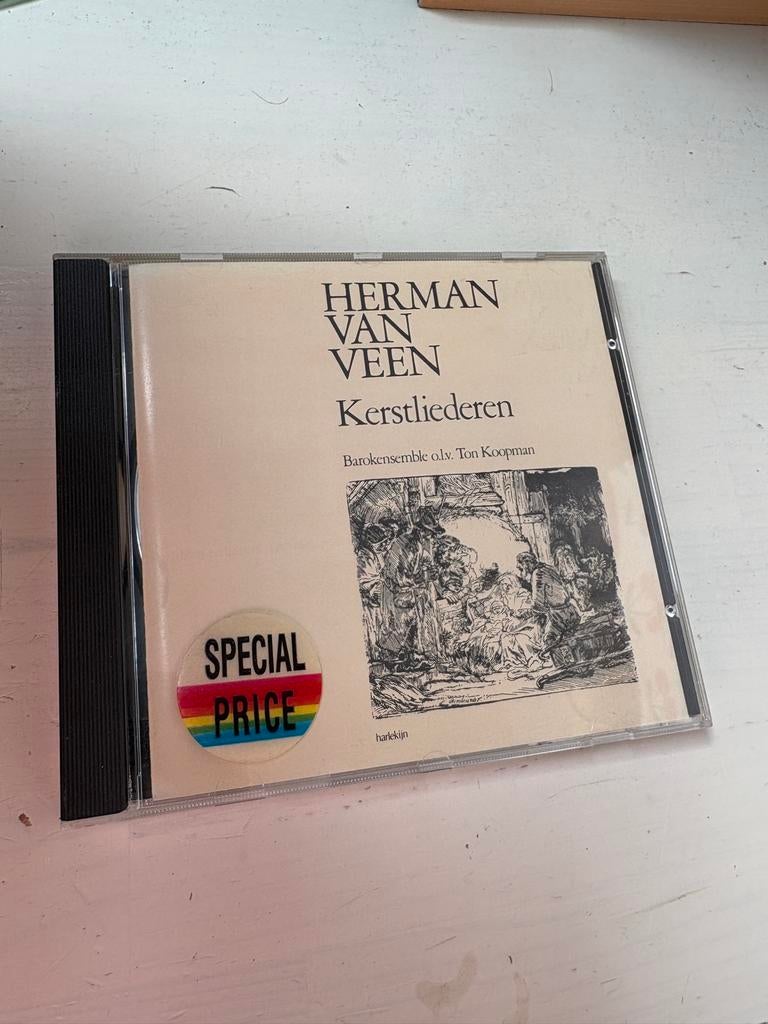 HERMAN
VAN
VEEN
Kerstliederen
Barokensemble o.l.v. Ton Koopman
SPECIAL
PRICE
harlekijn